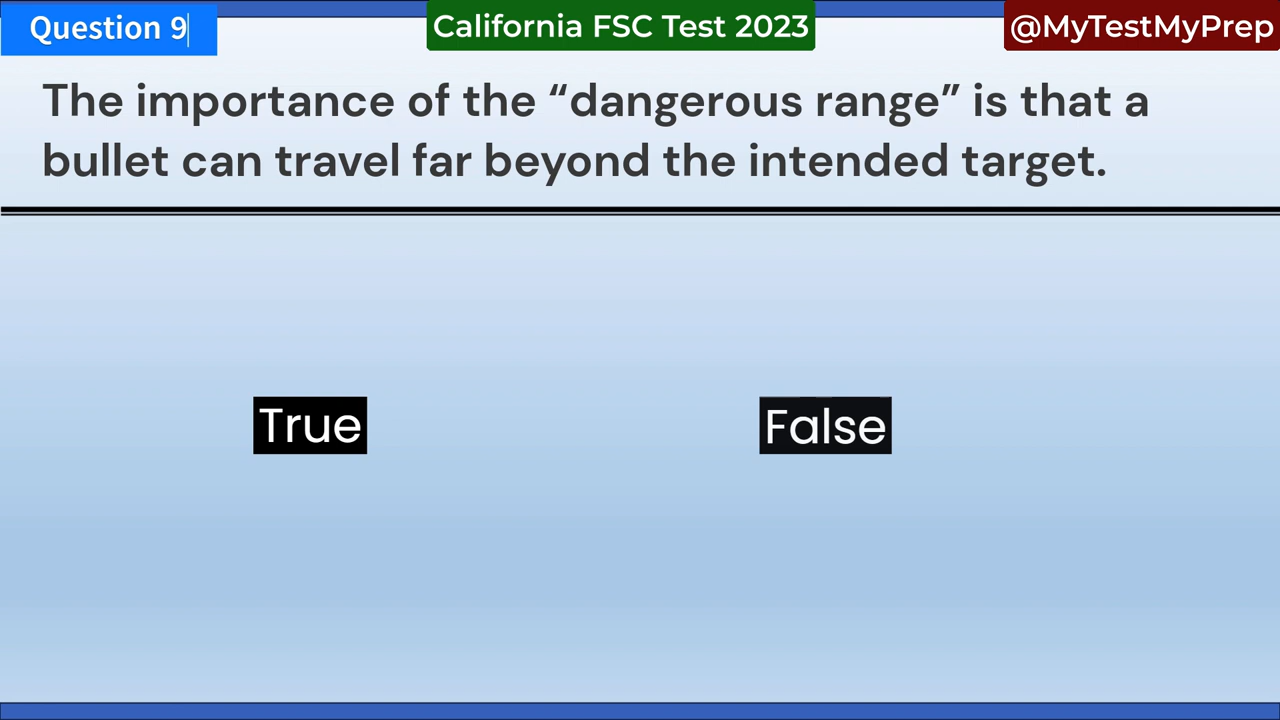 Question 9
California FSC Test 2023
@MyTestMyPrep
The importance of the “dangerous range” is that a
bullet can travel far beyond the intended target.
True
False